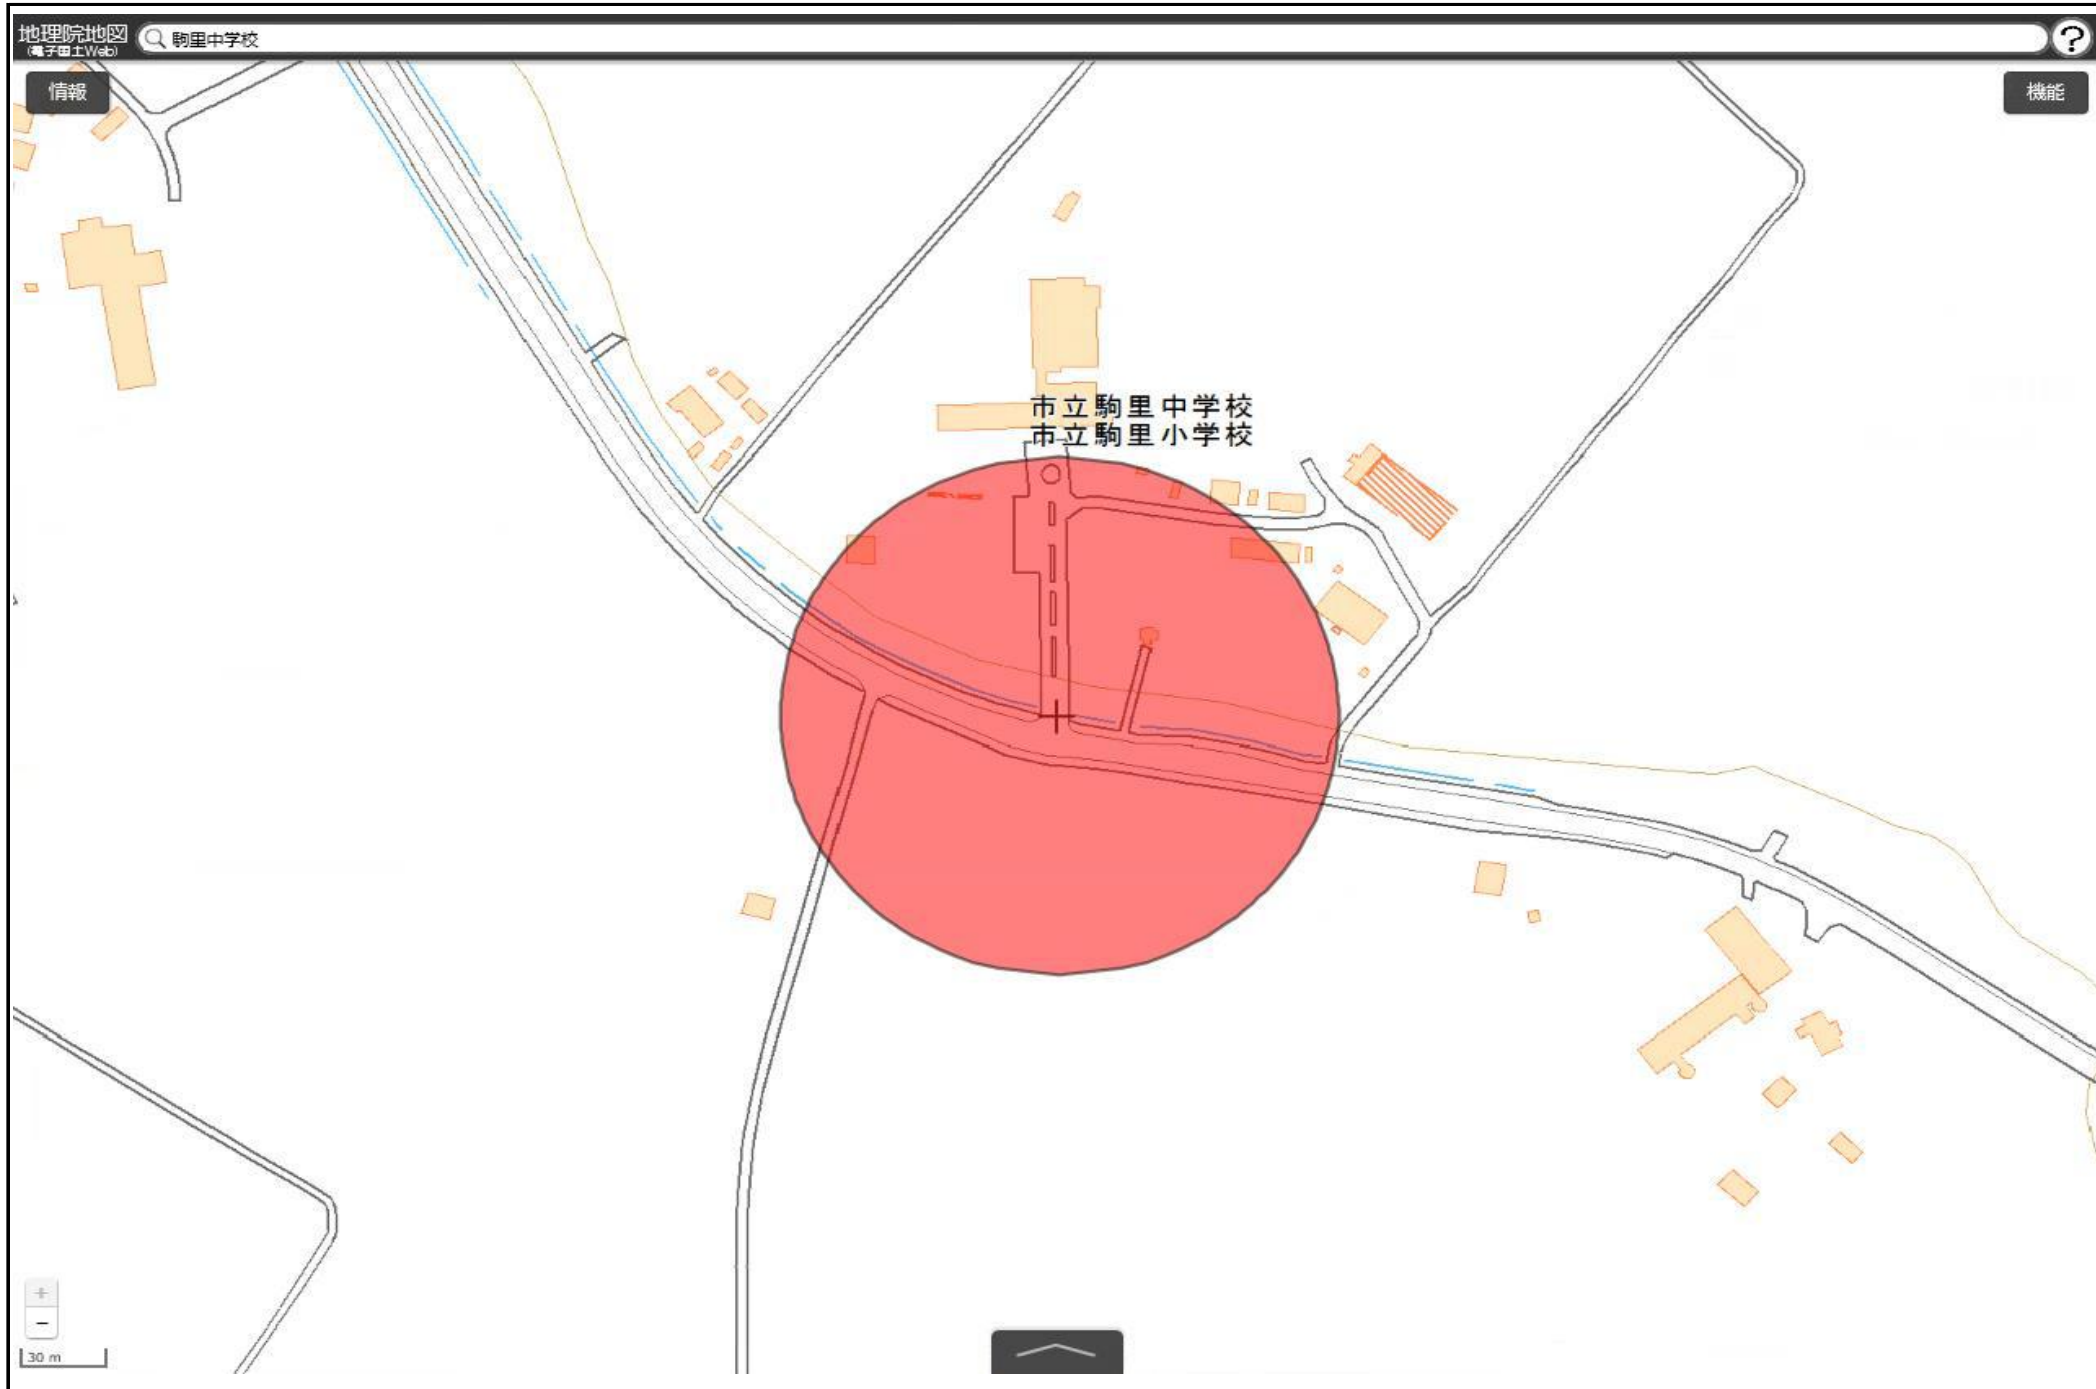 地理院地図
(電子国土Web)
駒里中学校
?
情報
機能
市立駒里中学校
市立駒里小学校
+
−
30 m